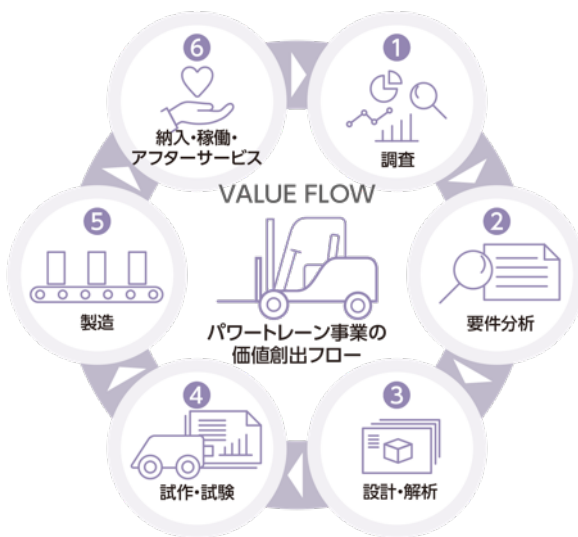 VALUE FLOW
パワートレーン事業の
価値創出フロー
1
調査
2
要件分析
3
設計・解析
4
試作・試験
5
製造
6
納入・稼働・
アフターサービス